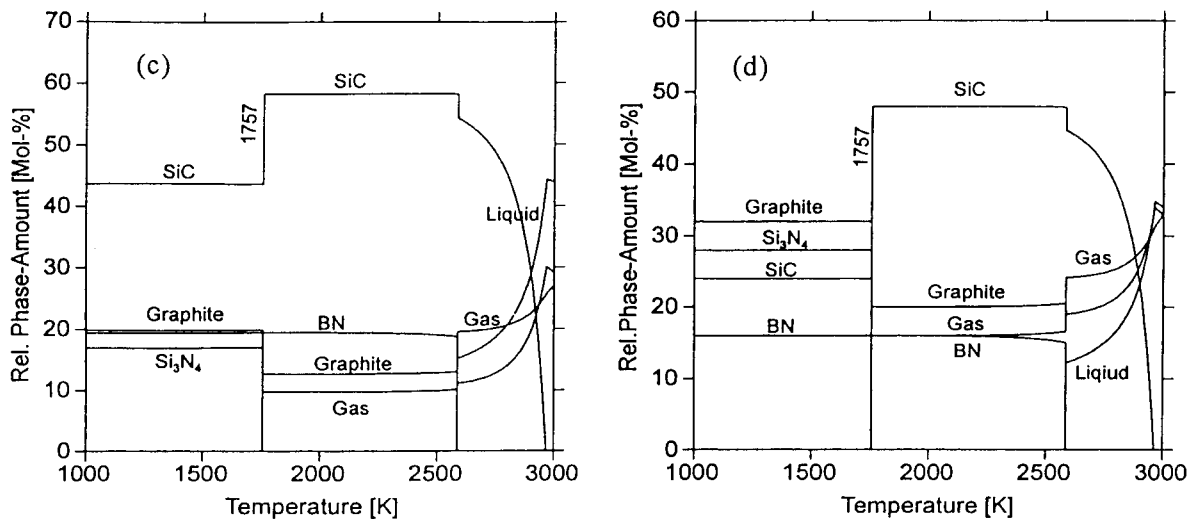 (c)
Rel. Phase-Amount [Mol-%]
70
60
50
40
30
20
10
0
SiC
1757
SiC
Liquid
Graphite
BN
Gas
Si₃N₄
Graphite
Gas
1000 1500 2000 2500 3000
Temperature [K]
(d)
Rel.Phase-Amount [Mol-%]
60
50
40
30
20
10
0
SiC
1757
Graphite
Si₃N₄
SiC
Gas
Graphite
BN
Gas
BN
Liqiud
1000 1500 2000 2500 3000
Temperature [K]